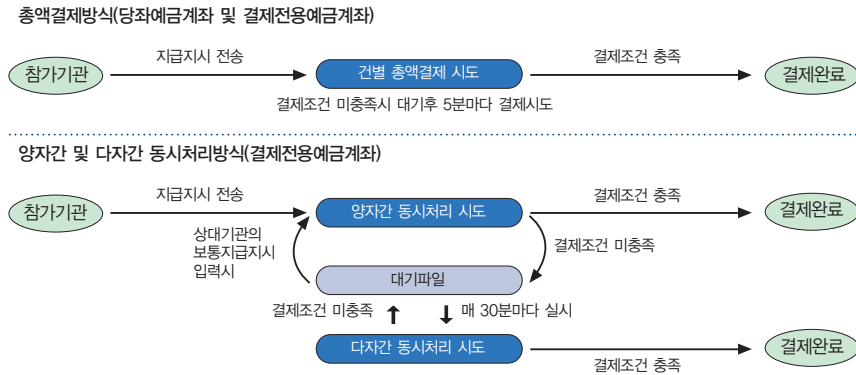 총액결제방식(당좌예금계좌 및 결제전용예금계좌)
참가기관
지급지시 전송
건별 총액결제 시도
결제조건 충족
결제완료
결제조건 미충족시 대기후 5분마다 결제시도
양자간 및 다자간 동시처리방식(결제전용예금계좌)
참가기관
지급지시 전송
양자간 동시처리 시도
결제조건 충족
결제완료
상대기관의
보통지급지시
입력시
결제조건 미충족
대기파일
결제조건 미충족
매 30분마다 실시
다자간 동시처리 시도
결제조건 충족
결제완료